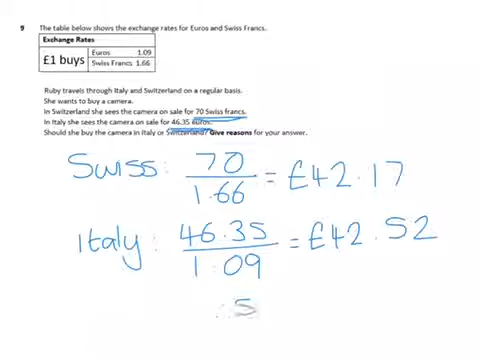 9 The table below shows the exchange rates for Euros and Swiss Francs.
Exchange Rates
£1 buys
Euros 1.09
Swiss Francs 1.66
Ruby travels through Italy and Switzerland on a regular basis.
She wants to buy a camera.
In Switzerland she sees the camera on sale for 70 Swiss francs.
In Italy she sees the camera on sale for 46.35 euros.
Should she buy the camera in Italy or Switzerland? Give reasons for your answer.
Swiss: 70/1.66 = £42.17
Italy: 46.35/1.09 = £42.52